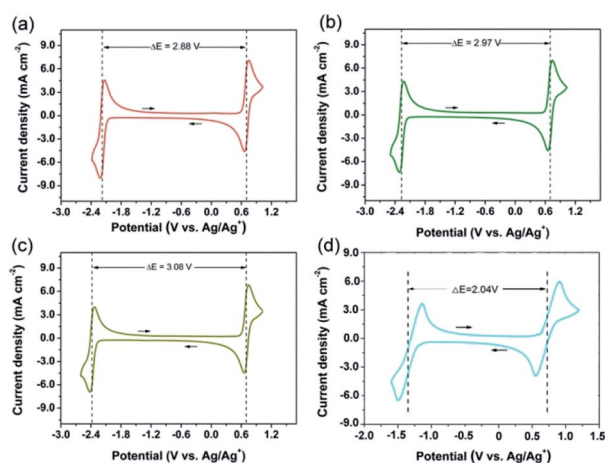 (a)
ΔE = 2.88 V
Current density (mA cm⁻²)
9.0
6.0
3.0
0.0
-3.0
-6.0
-9.0
-3.0 -2.4 -1.8 -1.2 -0.6 0.0 0.6 1.2
Potential (V vs. Ag/Ag⁺)
(b)
ΔE = 2.97 V
Current density (mA cm⁻²)
9.0
6.0
3.0
0.0
-3.0
-6.0
-9.0
-3.0 -2.4 -1.8 -1.2 -0.6 0.0 0.6 1.2
Potential (V vs. Ag/Ag⁺)
(c)
ΔE = 3.08 V
Current density (mA cm⁻²)
9.0
6.0
3.0
0.0
-3.0
-6.0
-9.0
-2.4 -1.8 -1.2 -0.6 0.0 0.6 1.2
Potential (V vs. Ag/Ag⁺)
(d)
△E=2.04V
Current density (mA cm⁻²)
9.0
6.0
3.0
0.0
-3.0
-6.0
-9.0
-2.0 -1.5 -1.0 -0.5 0.0 0.5 1.0 1.5
Potential (V vs. Ag/Ag⁺)